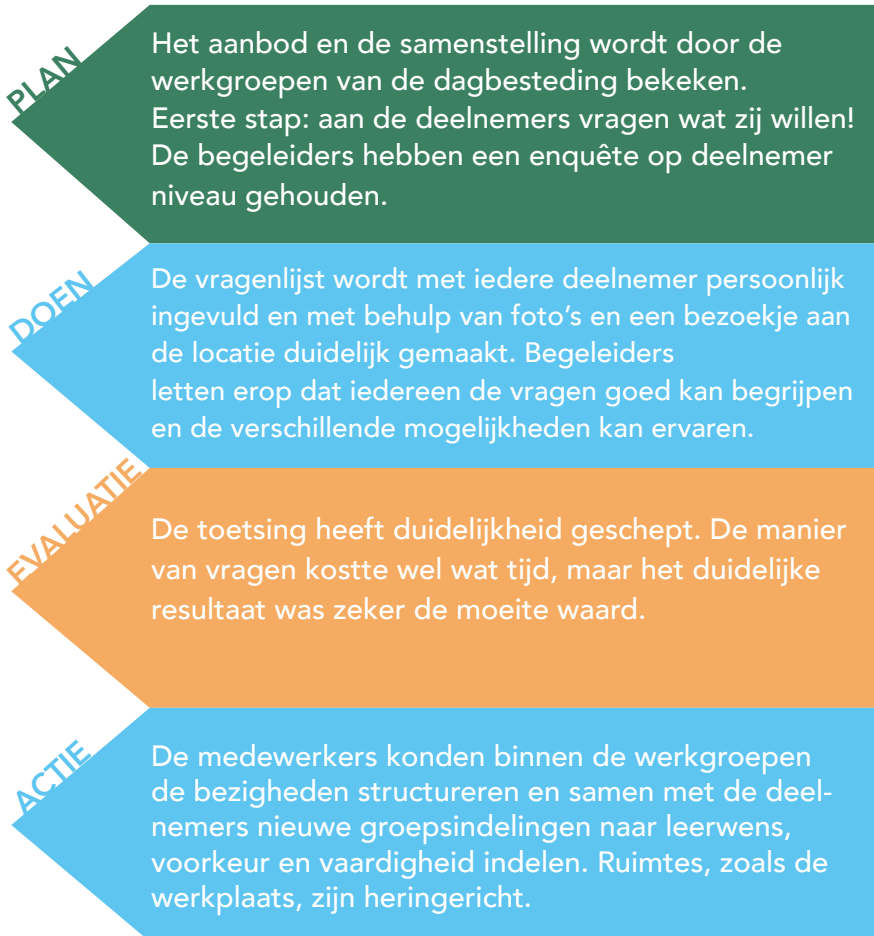 PLAN
Het aanbod en de samenstelling wordt door de
werkgroepen van de dagbesteding bekeken.
Eerste stap: aan de deelnemers vragen wat zij willen!
De begeleiders hebben een enquête op deelnemer
niveau gehouden.
DOEN
De vragenlijst wordt met iedere deelnemer persoonlijk
ingevuld en met behulp van foto’s en een bezoekje aan
de locatie duidelijk gemaakt. Begeleiders
letten erop dat iedereen de vragen goed kan begrijpen
en de verschillende mogelijkheden kan ervaren.
EVALUATIE
De toetsing heeft duidelijkheid geschept. De manier
van vragen kostte wel wat tijd, maar het duidelijke
resultaat was zeker de moeite waard.
ACTIE
De medewerkers konden binnen de werkgroepen
de bezigheden structureren en samen met de deel-
nemers nieuwe groepsindelingen naar leerwens,
voorkeur en vaardigheid indelen. Ruimtes, zoals de
werkplaats, zijn heringericht.